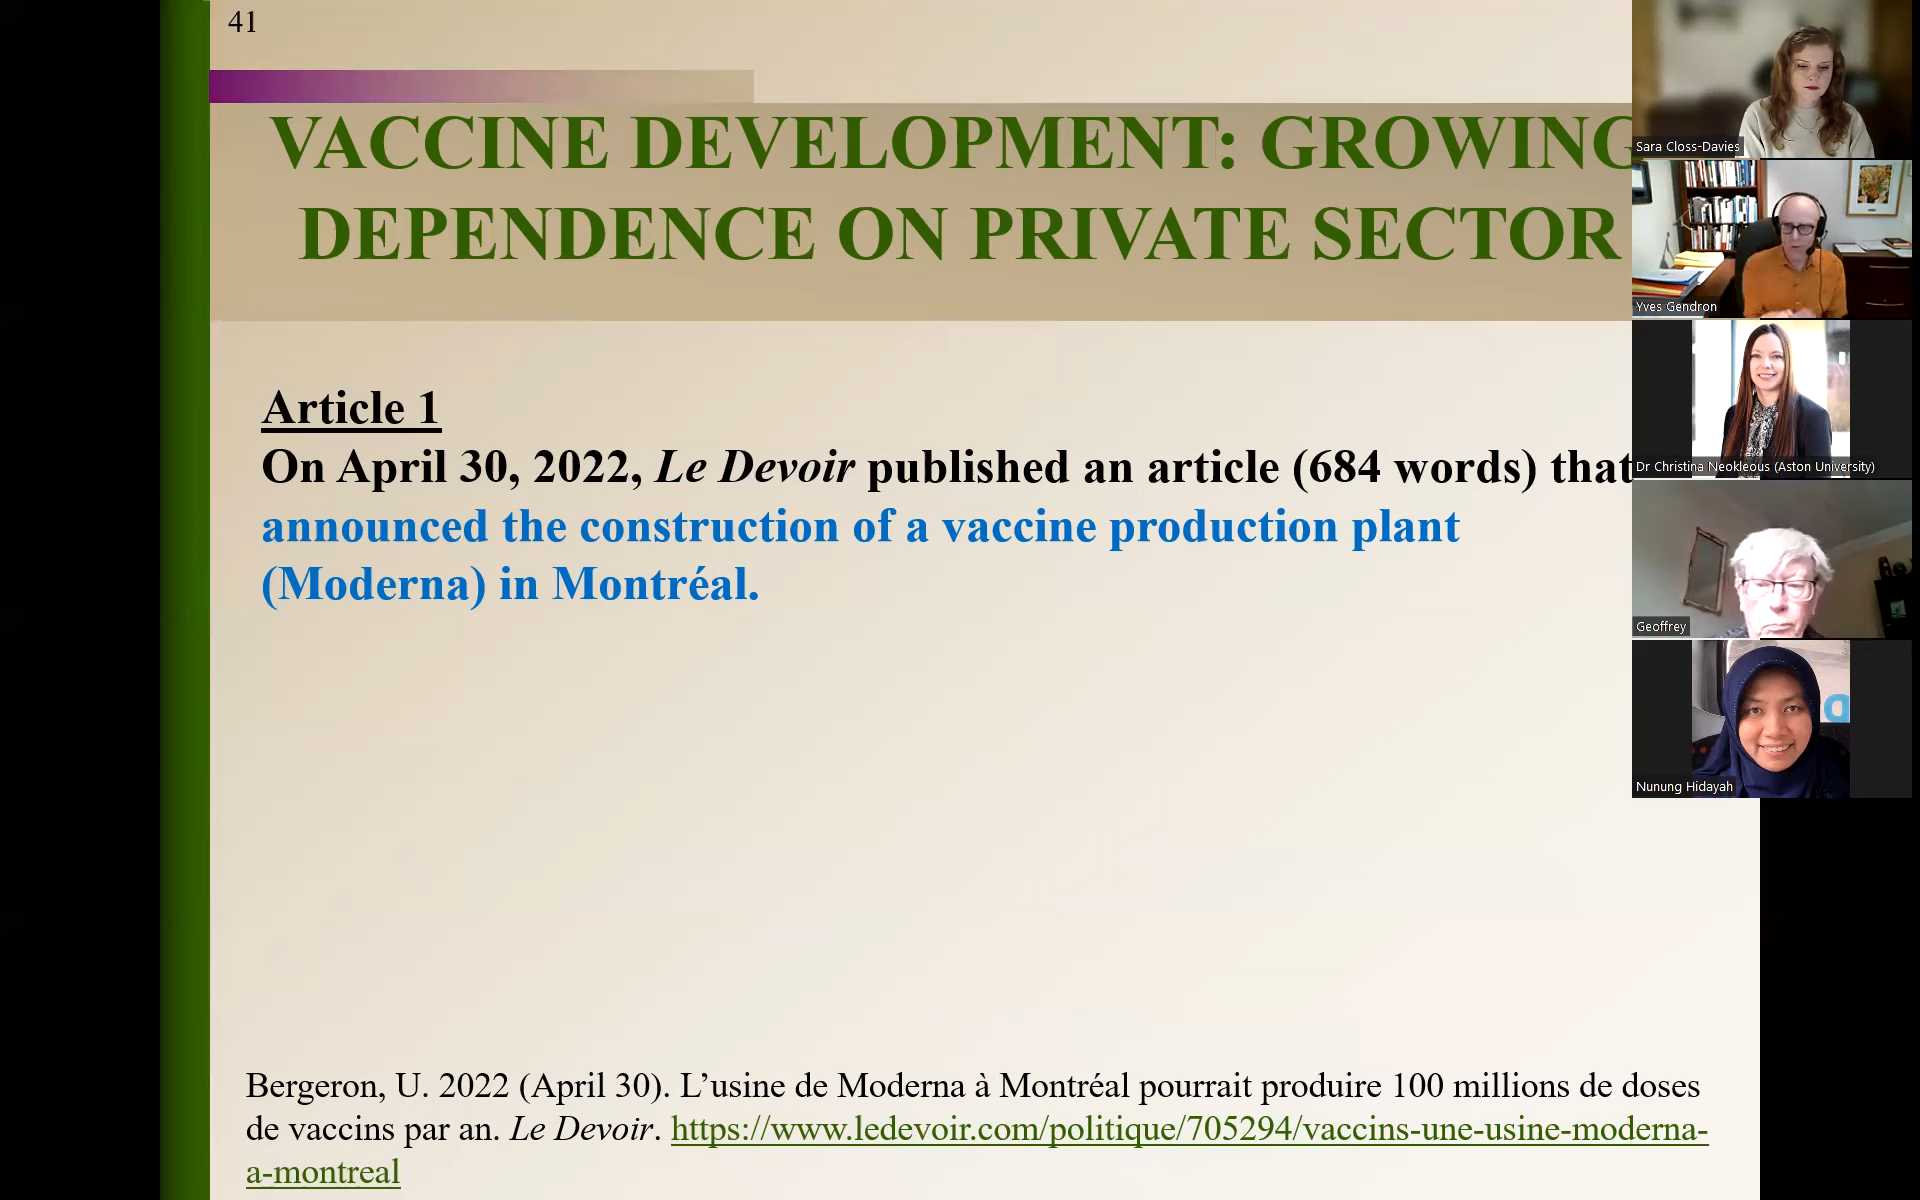 41
VACCINE DEVELOPMENT: GROWING
DEPENDENCE ON PRIVATE SECTOR
Article 1
On April 30, 2022, Le Devoir published an article (684 words) that
announced the construction of a vaccine production plant
(Moderna) in Montréal.
Bergeron, U. 2022 (April 30). L’usine de Moderna à Montréal pourrait produire 100 millions de doses
de vaccins par an. Le Devoir. https://www.ledevoir.com/politique/705294/vaccins-une-usine-moderna-
a-montreal
Sara Closs-Davies
Yves Gendron
Dr Christina Neokleous (Aston University)
Geoffrey
Nunung Hidayah